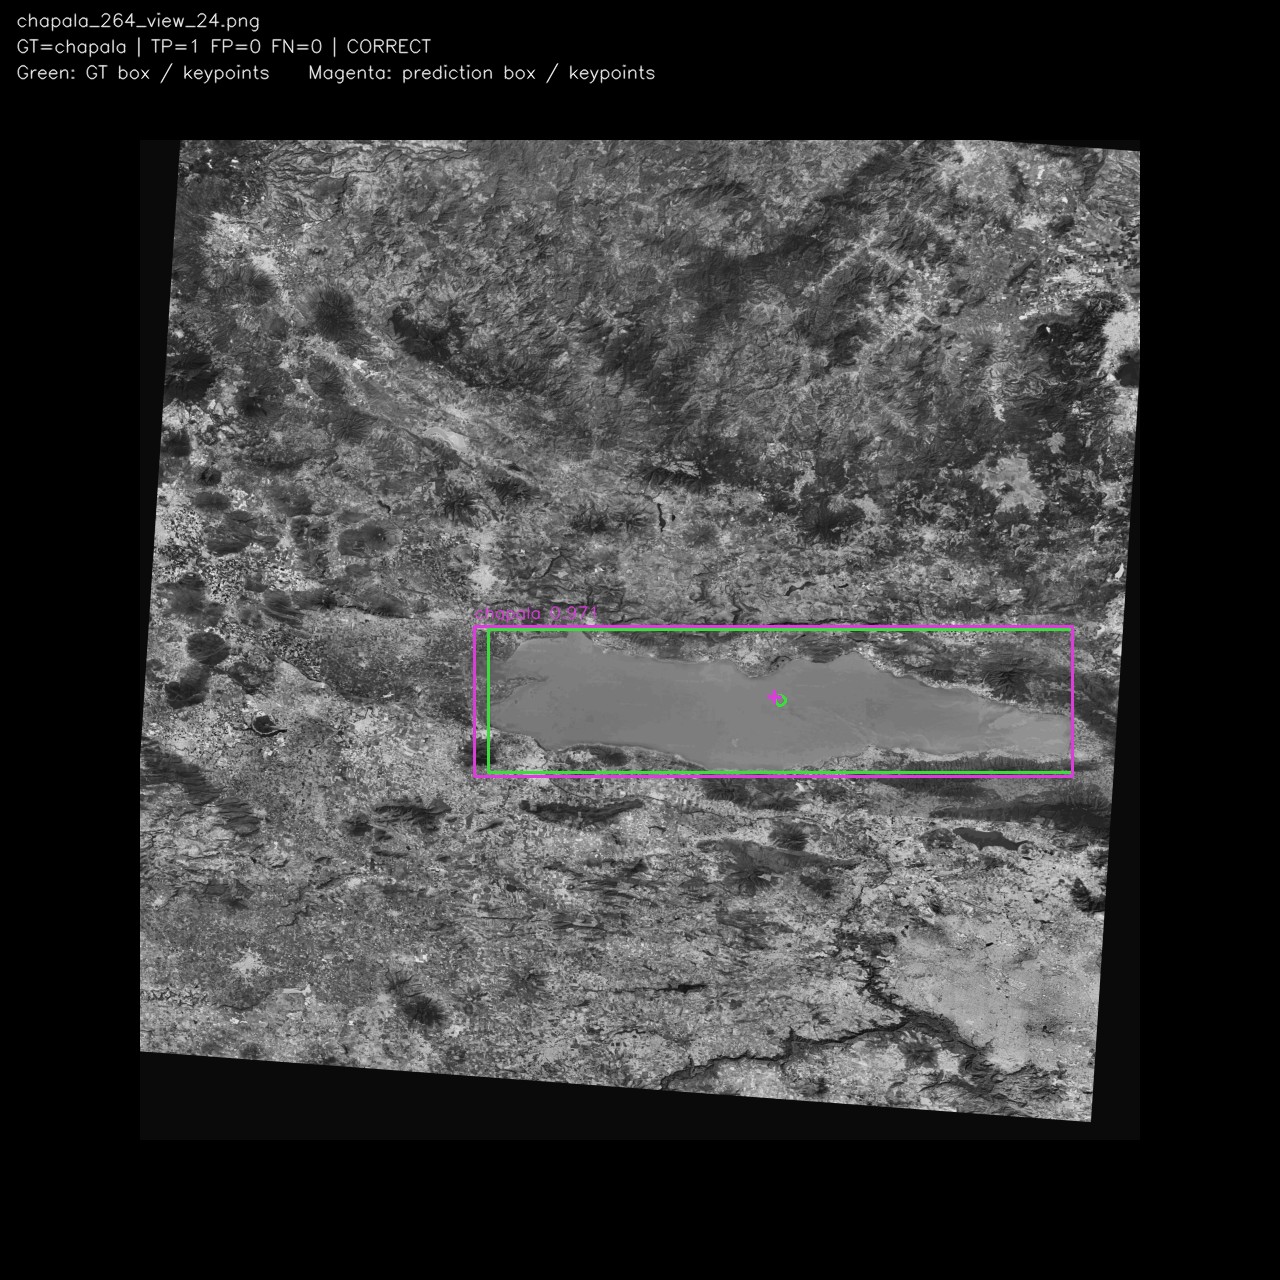 chapala_264_view_24.png
GT=chapala | TP=1 FP=0 FN=0 | CORRECT
Green: GT box / keypoints    Magenta: prediction box / keypoints
chapala 0.971